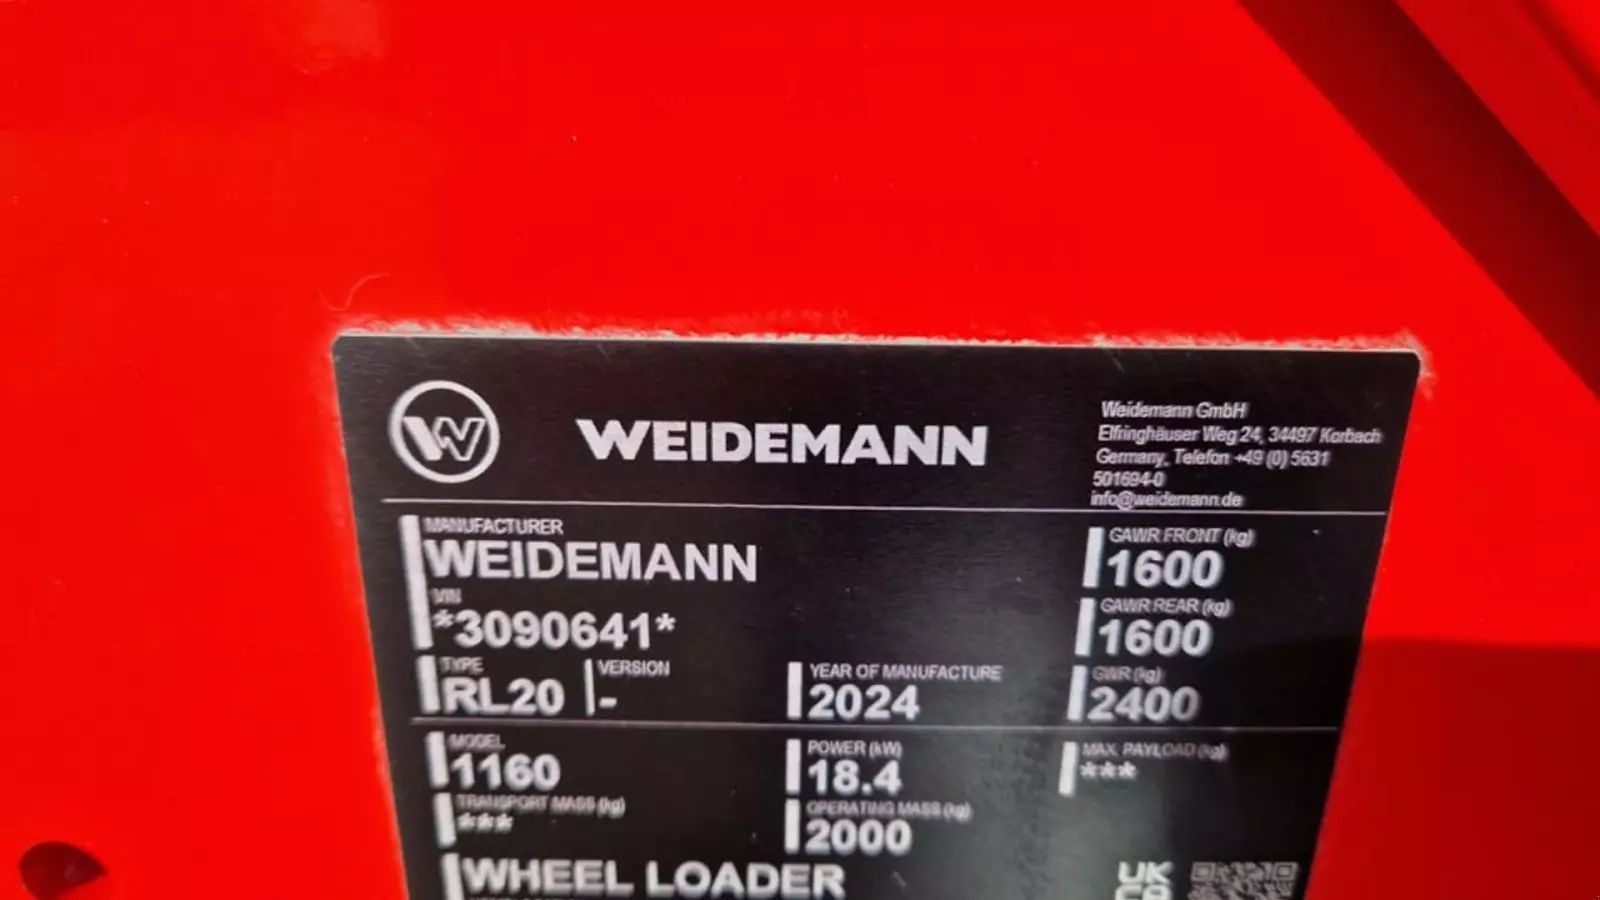 WEIDEMANN
Weidemann GmbH
Elfringhäuser Weg 24, 34497 Korbach
Germany, Telefon +49 (0) 5631
501694-0
info@weidemann.de
MANUFACTURER
WEIDEMANN
GAWR FRONT (kg)
1600
VIN
*3090641*
GAWR REAR (kg)
1600
TYPE
RL20
VERSION
-
YEAR OF MANUFACTURE
2024
GWR (kg)
2400
MODEL
1160
POWER (kW)
18.4
MAX. PAYLOAD (kg)
***
TRANSPORT MASS (kg)
***
OPERATING MASS (kg)
2000
WHEEL LOADER
UK
CA